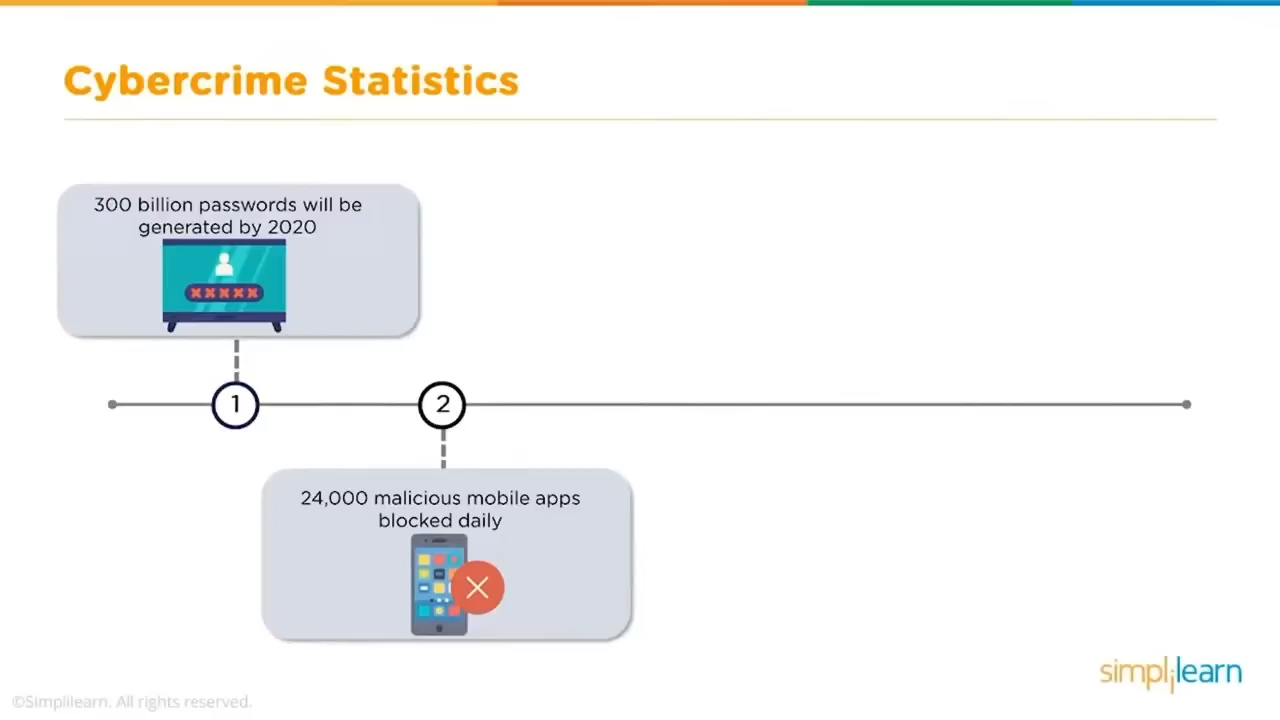 Cybercrime Statistics
300 billion passwords will be
generated by 2020
1
2
24,000 malicious mobile apps
blocked daily
simplilearn
©Simplilearn. All rights reserved.